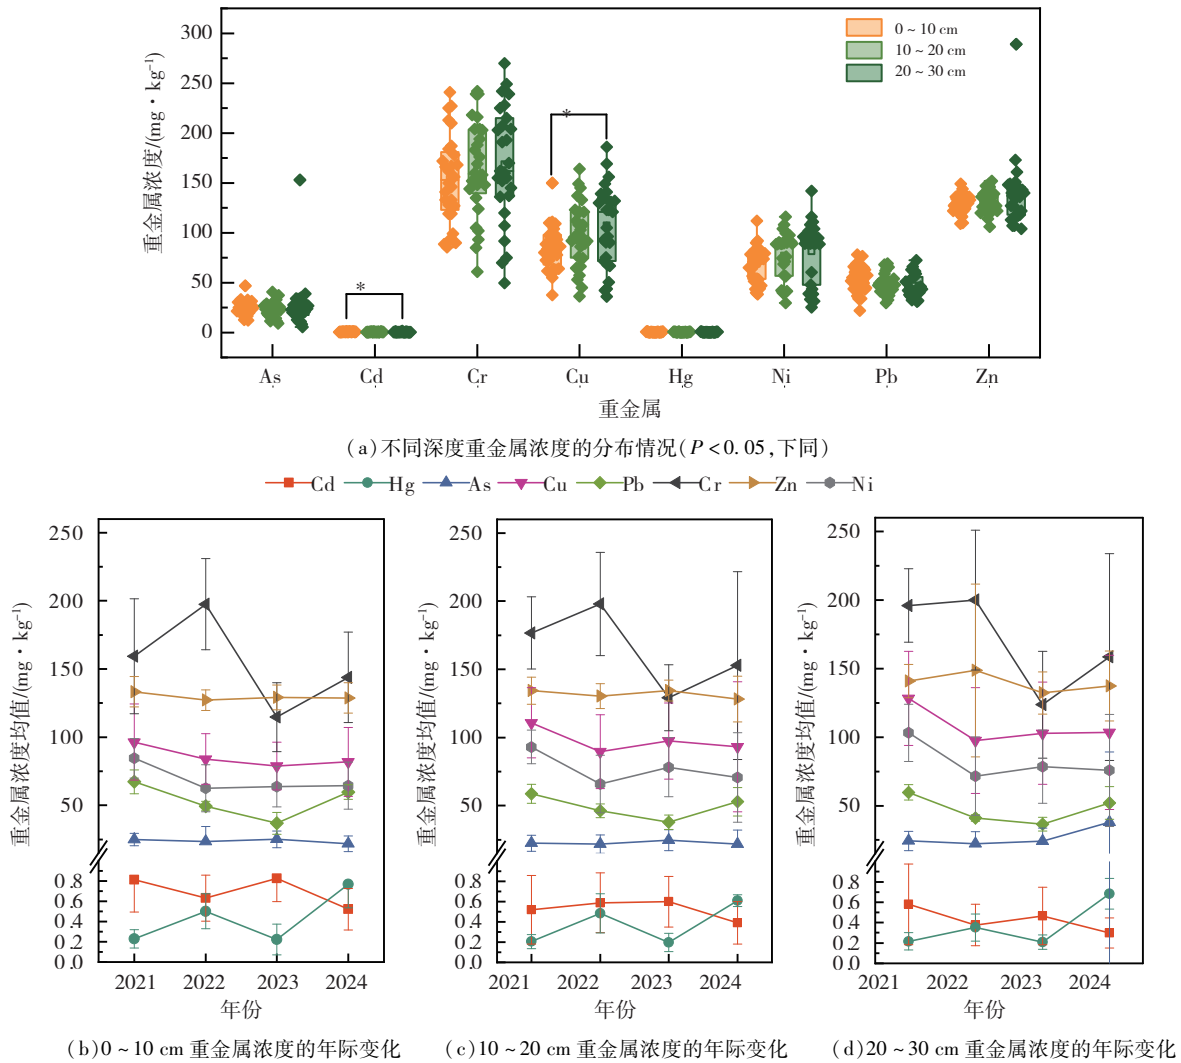 300
250
200
150
100
50
0
重金属浓度/(mg·kg⁻¹)
0~10 cm
10~20 cm
20~30 cm
*
*
As Cd Cr Cu Hg Ni Pb Zn
重金属
(a)不同深度重金属浓度的分布情况(P<0.05,下同)
Cd Hg As Cu Pb Cr Zn Ni
250
200
150
100
50
0.8
0.6
0.4
0.2
0.0
重金属浓度均值/(mg·kg⁻¹)
2021 2022 2023 2024
年份
(b)0~10 cm 重金属浓度的年际变化
250
200
150
100
50
0.8
0.6
0.4
0.2
0.0
重金属浓度均值/(mg·kg⁻¹)
2021 2022 2023 2024
年份
(c)10~20 cm 重金属浓度的年际变化
250
200
150
100
50
0.8
0.6
0.4
0.2
0.0
重金属浓度均值/(mg·kg⁻¹)
2021 2022 2023 2024
年份
(d)20~30 cm 重金属浓度的年际变化